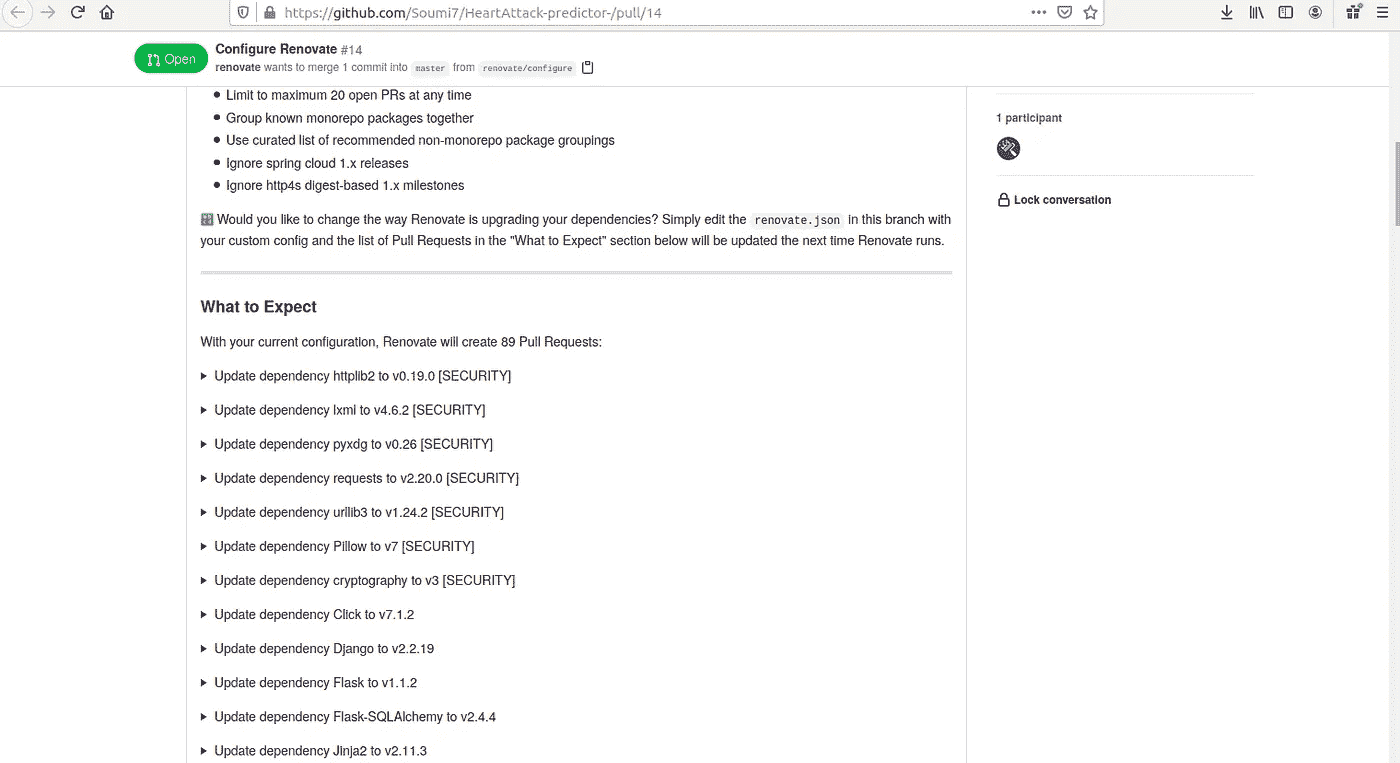 https://github.com/Soumi7/HeartAttack-predictor-/pull/14
Open
Configure Renovate #14
renovate wants to merge 1 commit into master from renovate/configure
Limit to maximum 20 open PRs at any time
Group known monorepo packages together
Use curated list of recommended non-monorepo package groupings
Ignore spring cloud 1.x releases
Ignore http4s digest-based 1.x milestones
Would you like to change the way Renovate is upgrading your dependencies? Simply edit the renovate.json in this branch with
your custom config and the list of Pull Requests in the "What to Expect" section below will be updated the next time Renovate runs.
What to Expect
With your current configuration, Renovate will create 89 Pull Requests:
Update dependency httplib2 to v0.19.0 [SECURITY]
Update dependency lxml to v4.6.2 [SECURITY]
Update dependency pyxdg to v0.26 [SECURITY]
Update dependency requests to v2.20.0 [SECURITY]
Update dependency urllib3 to v1.24.2 [SECURITY]
Update dependency Pillow to v7 [SECURITY]
Update dependency cryptography to v3 [SECURITY]
Update dependency Click to v7.1.2
Update dependency Django to v2.2.19
Update dependency Flask to v1.1.2
Update dependency Flask-SQLAlchemy to v2.4.4
Update dependency Jinja2 to v2.11.3
1 participant
Lock conversation